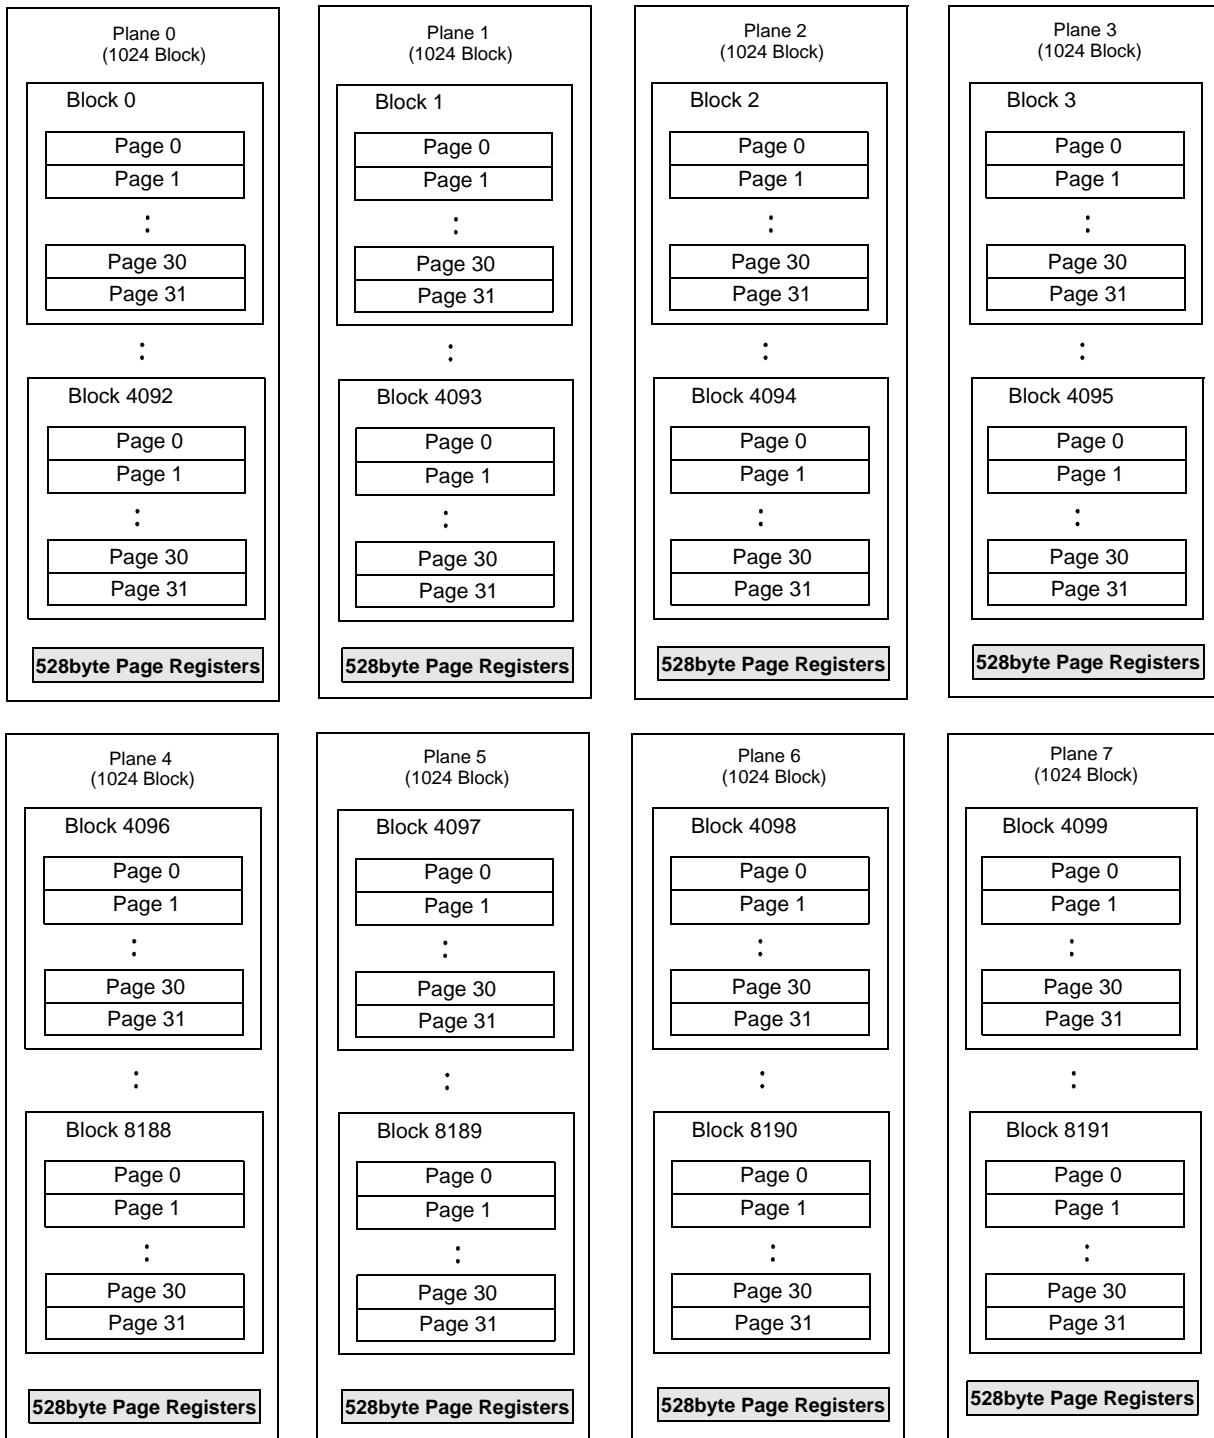 Plane 0
(1024 Block)
Block 0
Page 0
Page 1
Page 30
Page 31
Block 4092
Page 0
Page 1
Page 30
Page 31
528byte Page Registers
Plane 1
(1024 Block)
Block 1
Page 0
Page 1
Page 30
Page 31
Block 4093
Page 0
Page 1
Page 30
Page 31
528byte Page Registers
Plane 2
(1024 Block)
Block 2
Page 0
Page 1
Page 30
Page 31
Block 4094
Page 0
Page 1
Page 30
Page 31
528byte Page Registers
Plane 3
(1024 Block)
Block 3
Page 0
Page 1
Page 30
Page 31
Block 4095
Page 0
Page 1
Page 30
Page 31
528byte Page Registers
Plane 4
(1024 Block)
Block 4096
Page 0
Page 1
Page 30
Page 31
Block 8188
Page 0
Page 1
Page 30
Page 31
528byte Page Registers
Plane 5
(1024 Block)
Block 4097
Page 0
Page 1
Page 30
Page 31
Block 8189
Page 0
Page 1
Page 30
Page 31
528byte Page Registers
Plane 6
(1024 Block)
Block 4098
Page 0
Page 1
Page 30
Page 31
Block 8190
Page 0
Page 1
Page 30
Page 31
528byte Page Registers
Plane 7
(1024 Block)
Block 4099
Page 0
Page 1
Page 30
Page 31
Block 8191
Page 0
Page 1
Page 30
Page 31
528byte Page Registers